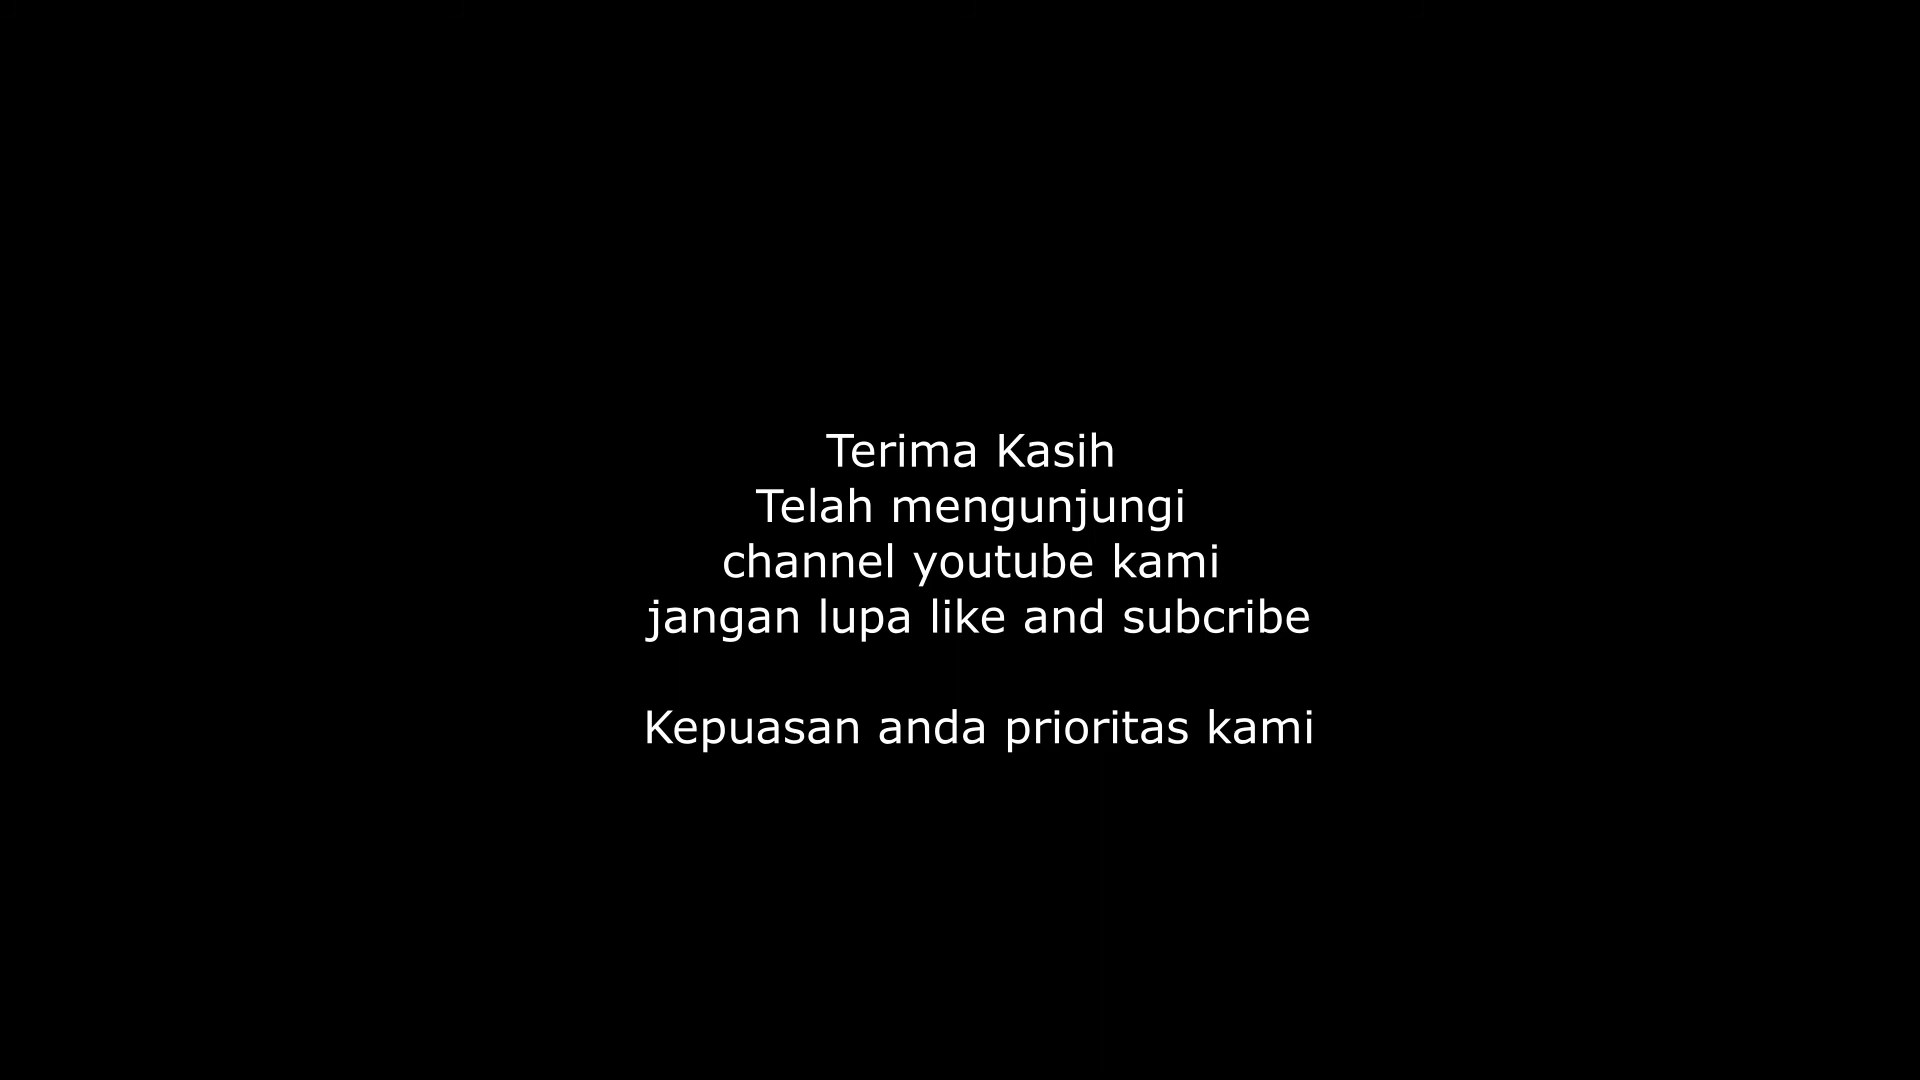 Terima Kasih
Telah mengunjungi
channel youtube kami
jangan lupa like and subcribe
Kepuasan anda prioritas kami